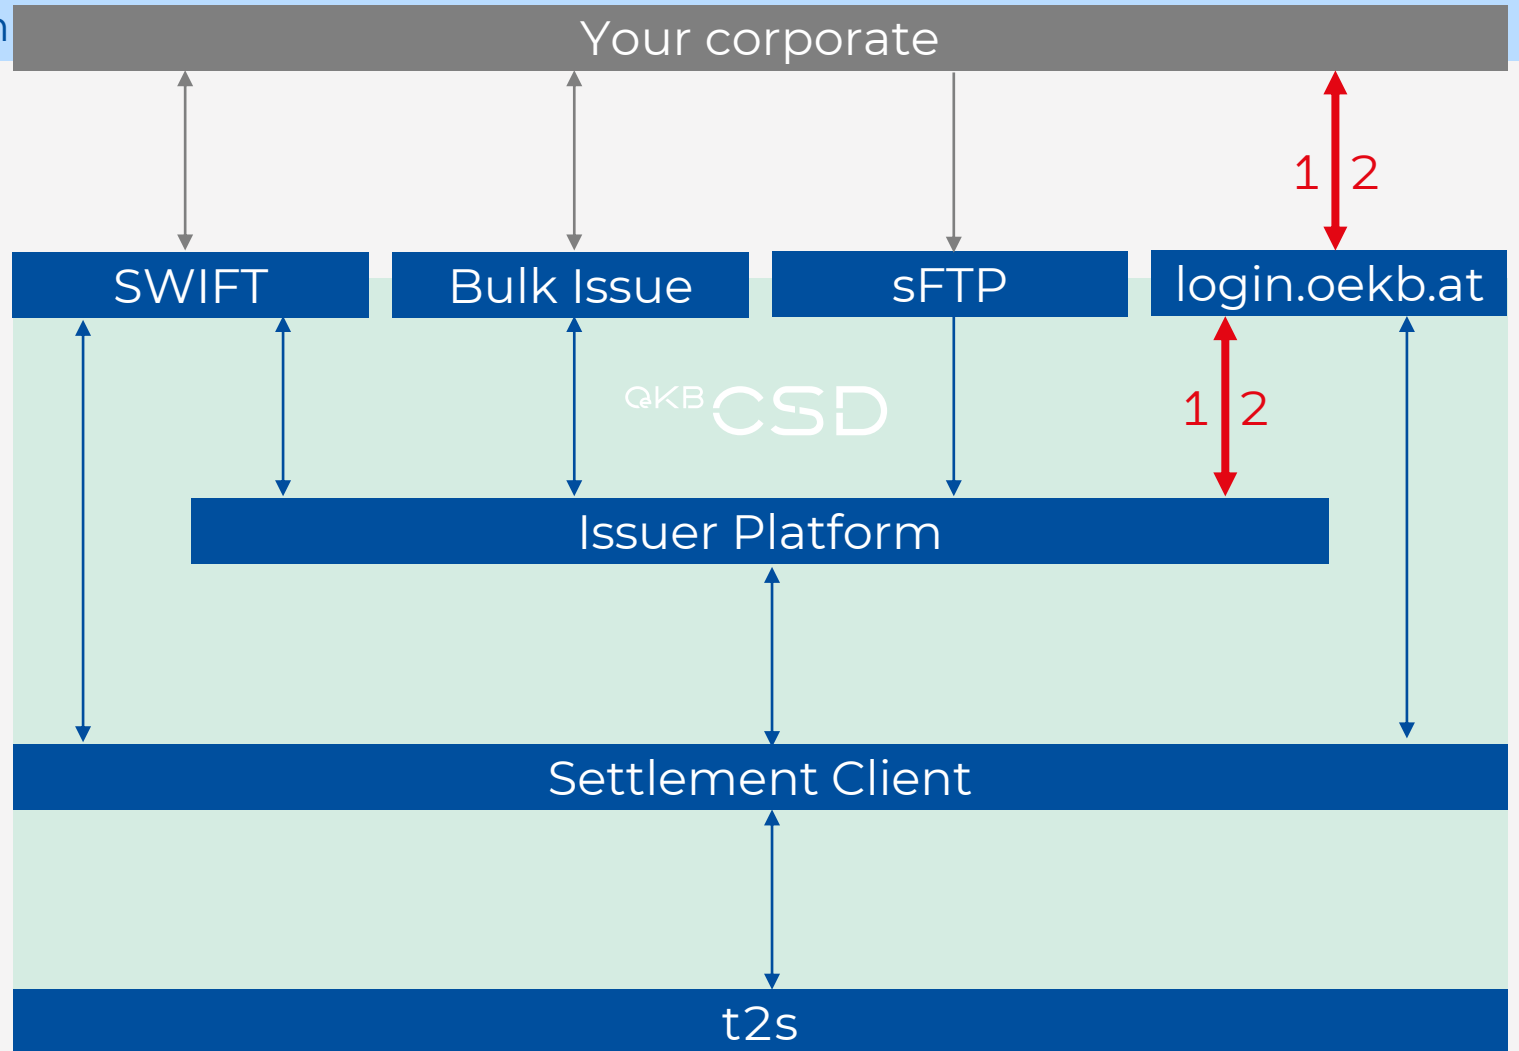 Your corporate
1 2
SWIFT
Bulk Issue
sFTP
login.oekb.at
OeKB CSD
1 2
Issuer Platform
Settlement Client
t2s